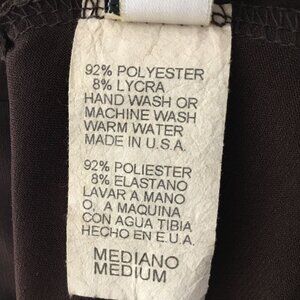 92% POLYESTER
8% LYCRA
HAND WASH OR
MACHINE WASH
WARM WATER
MADE IN U.S.A.
92% POLIESTER
8% ELASTANO
LAVAR A MANO
O, A MAQUINA
CON AGUA TIBIA
HECHO EN E.U.A.
MEDIANO
MEDIUM